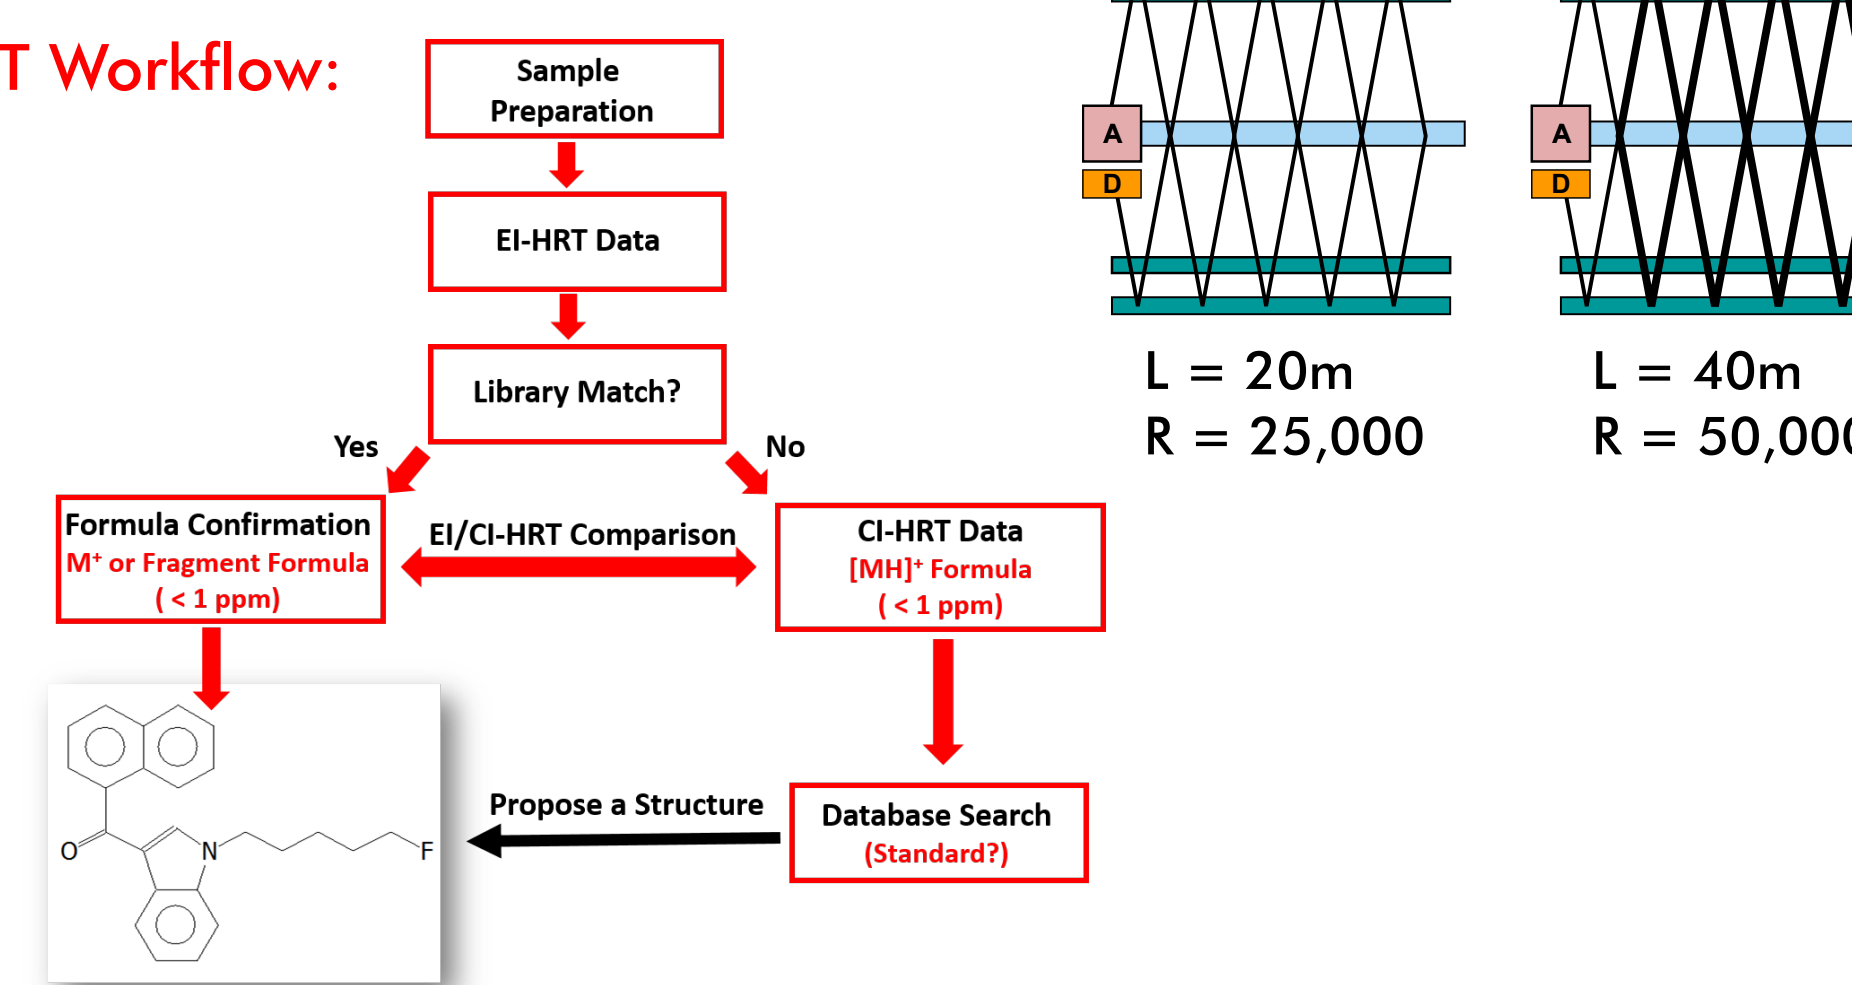 T Workflow:
Sample
Preparation
EI-HRT Data
Library Match?
Yes
No
Formula Confirmation
M⁺ or Fragment Formula
( < 1 ppm)
EI/CI-HRT Comparison
CI-HRT Data
[MH]⁺ Formula
( < 1 ppm)
Propose a Structure
Database Search
(Standard?)
O
N
F
A
D
L = 20m
R = 25,000
A
D
L = 40m
R = 50,000